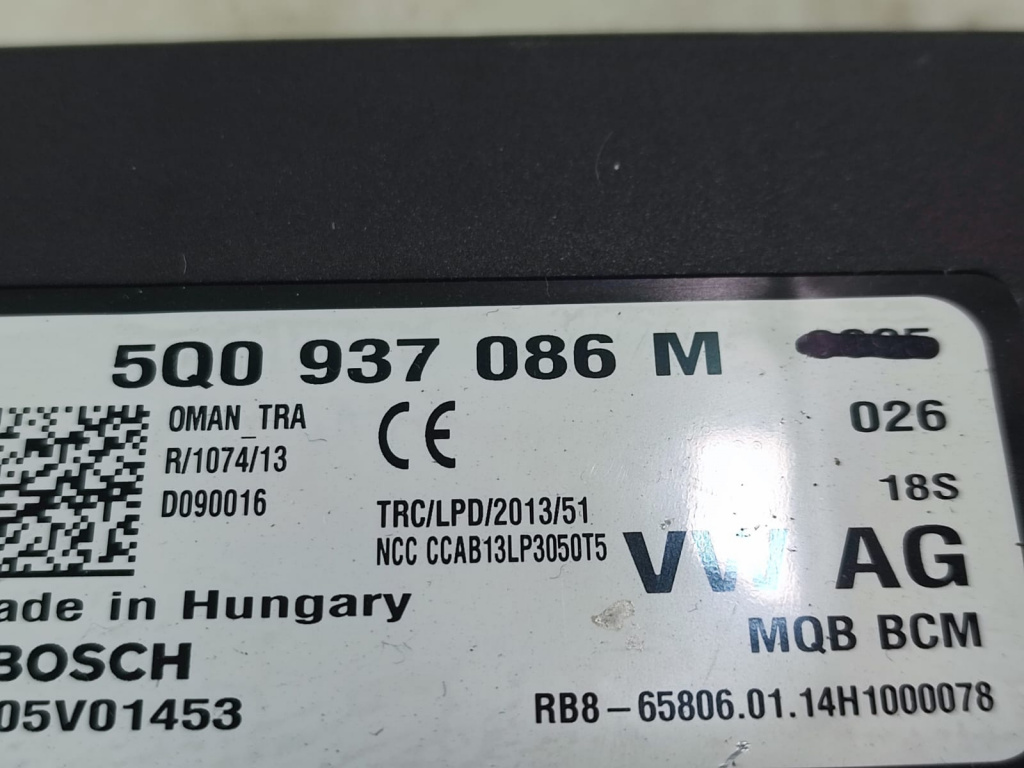 5Q0 937 086 M
026
OMAN_TRA
CE
R/1074/13
18S
D090016
TRC/LPD/2013/51
NCC CCAB13LP3050T5
VW AG
ade in Hungary
MQB BCM
BOSCH
05V01453
RB8-65806.01.14H1000078